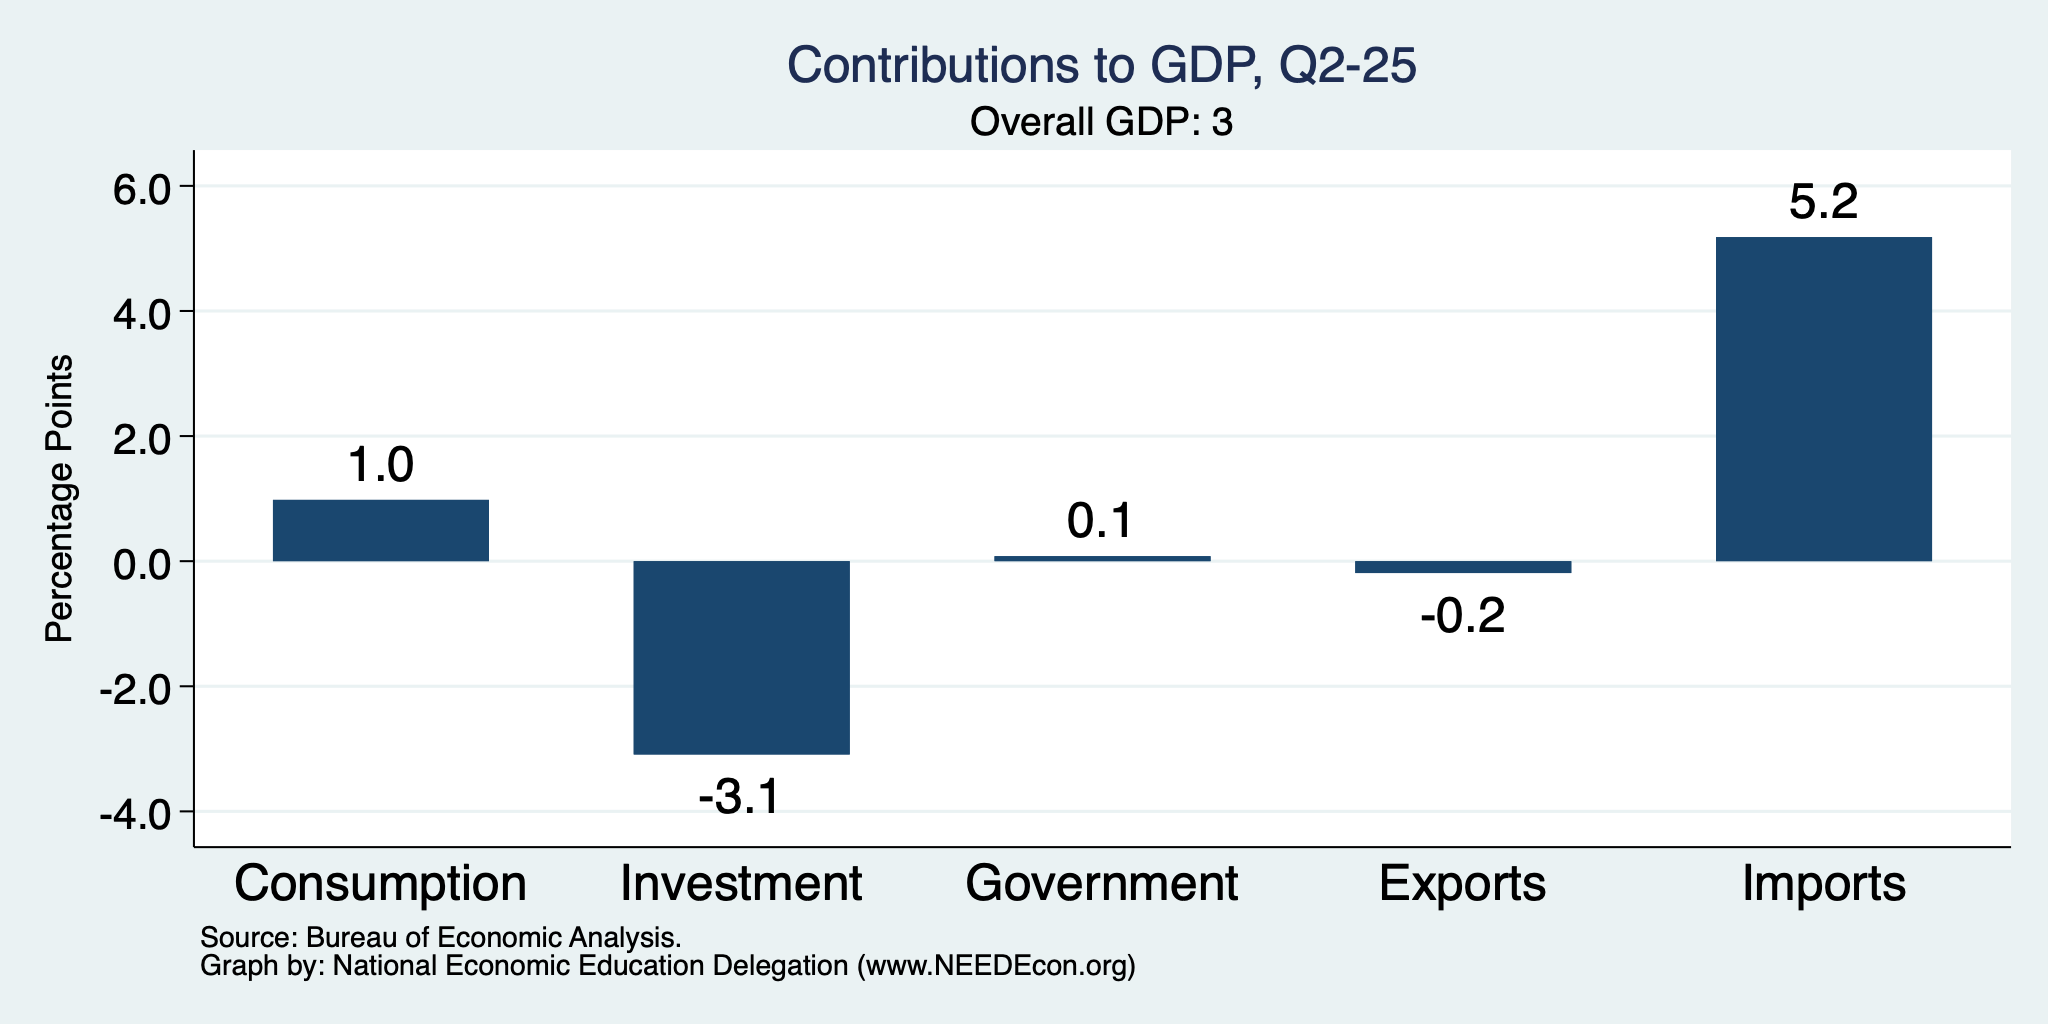 Contributions to GDP, Q2-25
Overall GDP: 3
Percentage Points
6.0
4.0
2.0
0.0
-2.0
-4.0
1.0
-3.1
0.1
-0.2
5.2
Consumption
Investment
Government
Exports
Imports
Source: Bureau of Economic Analysis.
Graph by: National Economic Education Delegation (www.NEEDEcon.org)